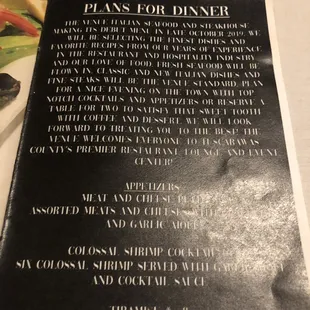 PLANS FOR DINNER
THE VENUE ITALIAN SEAFOOD AND STEAKHOUSE
MAKING ITS DEBUT MENU IN LATE OCTOBER 2019. WE
WILL BE SELECTING THE FINEST DISHES AND
FAVORITE RECIPES FROM OUR YEARS OF EXPERIENCE
IN THE RESTAURANT AND HOSPITALITY INDUSTRY
AND OUR LOVE OF FOOD. FRESH SEAFOOD WILL BE
FLOWN IN, CLASSIC AND NEW ITALIAN DISHES AND
FINE STEAKS WILL BE THE VENUE STANDARD. PLAN
FOR A NICE EVENING ON THE TOWN WITH TOP
NOTCH COCKTAILS AND APPETIZERS OR RESERVE A
TABLE FOR TWO TO SATISFY THAT SWEET TOOTH
WITH COFFEE AND DESSERT. WE WILL LOOK
FORWARD TO TREATING YOU TO THE BEST! THE
VENUE WELCOMES EVERYONE TO TUSCARAWAS
COUNTY'S PREMIER RESTAURANT, LOUNGE AND EVENT
CENTER!
APPETIZERS
MEAT AND CHEESE
ASSORTED MEATS AND CHEESES WITH
AND GARLIC
COLOSSAL SHRIMP COCKTAIL
SIX COLOSSAL SHRIMP SERVED WITH
AND COCKTAIL SAUCE